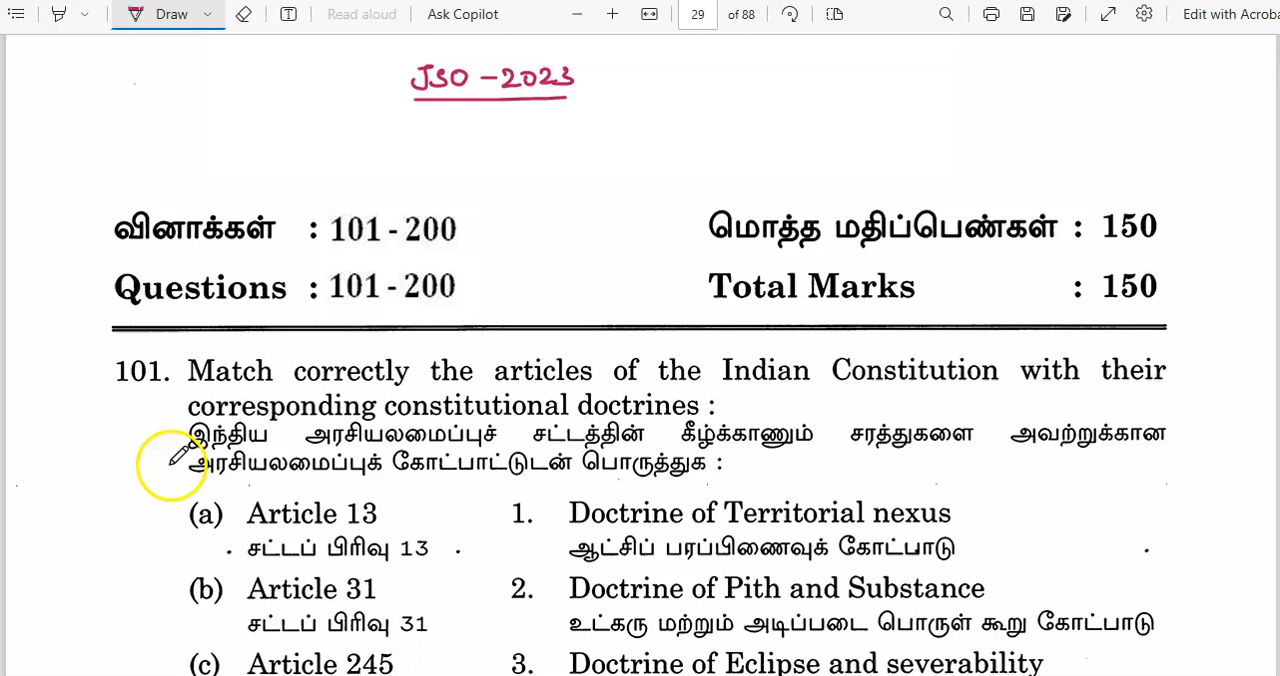 Draw
Read aloud
Ask Copilot
29 of 88
Edit with Acroba
JSO - 2023
வினாக்கள் : 101 - 200 மொத்த மதிப்பெண்கள் : 150
Questions : 101 - 200 Total Marks : 150
101. Match correctly the articles of the Indian Constitution with their
corresponding constitutional doctrines :
இந்திய அரசியலமைப்புச் சட்டத்தின் கீழ்க்காணும் சரத்துகளை அவற்றுக்கான
அரசியலமைப்புக் கோட்பாட்டுடன் பொருத்துக :
(a) Article 13 1. Doctrine of Territorial nexus
சட்டப் பிரிவு 13 ஆட்சிப் பரப்பிணைவுக் கோட்பாடு
(b) Article 31 2. Doctrine of Pith and Substance
சட்டப் பிரிவு 31 உட்கரு மற்றும் அடிப்படை பொருள் கூறு கோட்பாடு
(c) Article 245 3. Doctrine of Eclipse and severability